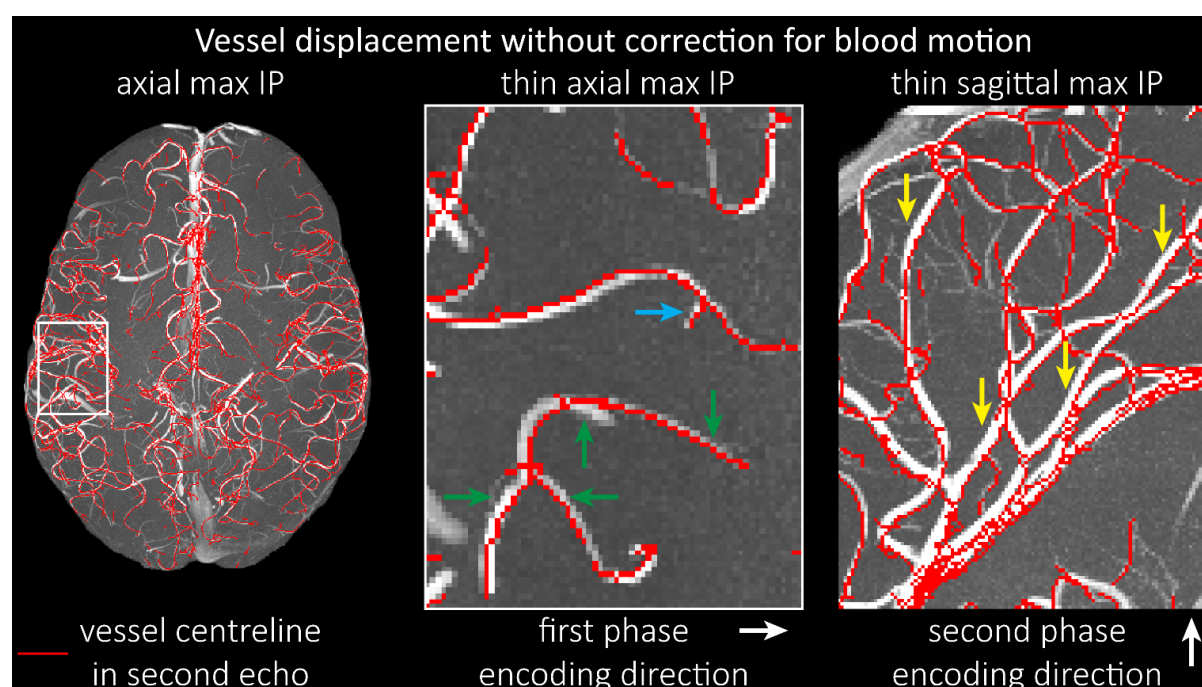 Vessel displacement without correction for blood motion
axial max IP
thin axial max IP
thin sagittal max IP
vessel centreline
in second echo
first phase
encoding direction
second phase
encoding direction